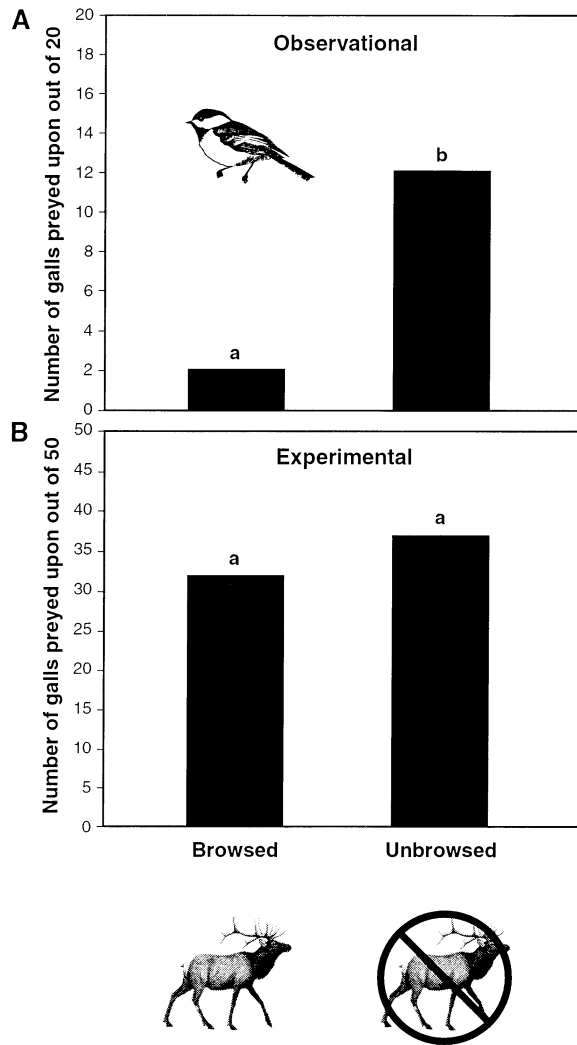 A
Observational
Number of galls preyed upon out of 20
20
18
16
14
12
10
8
6
4
2
0
a
b
B
Experimental
Number of galls preyed upon out of 50
50
45
40
35
30
25
20
15
10
5
0
a
a
Browsed
Unbrowsed